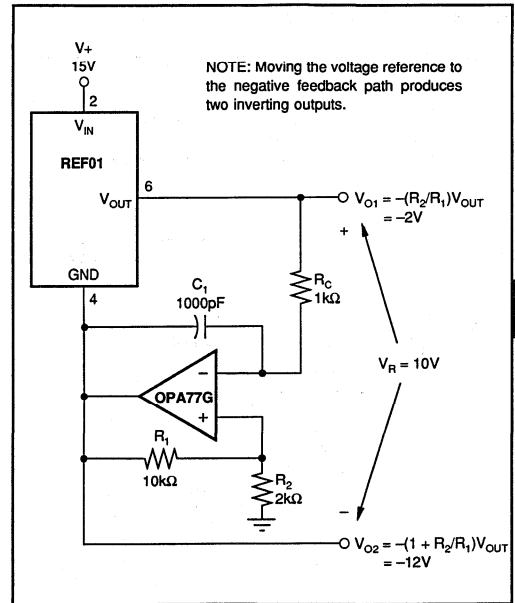 V+
15V
NOTE: Moving the voltage reference to
the negative feedback path produces
two inverting outputs.
2
V_IN
REF01
V_OUT
6
V_O1 = –(R_2/R_1)V_OUT
= –2V
+
GND
4
C_1
1000pF
R_C
1kΩ
V_R = 10V
–
OPA77G
+
R_1
10kΩ
R_2
2kΩ
–
V_O2 = –(1 + R_2/R_1)V_OUT
= –12V